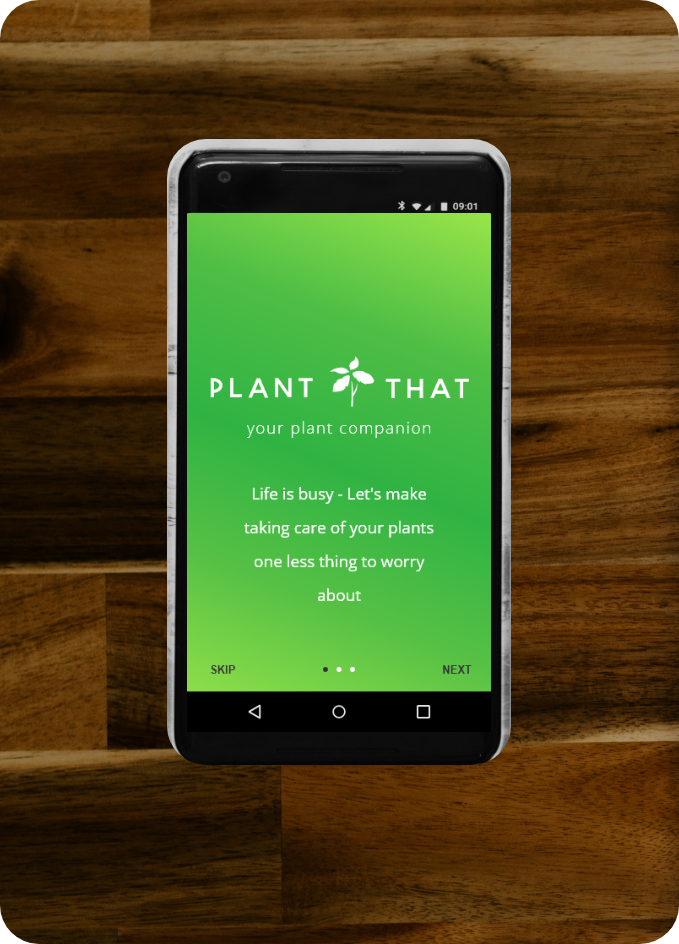 09:01
PLANT THAT
your plant companion
Life is busy - Let's make
taking care of your plants
one less thing to worry
about
SKIP NEXT